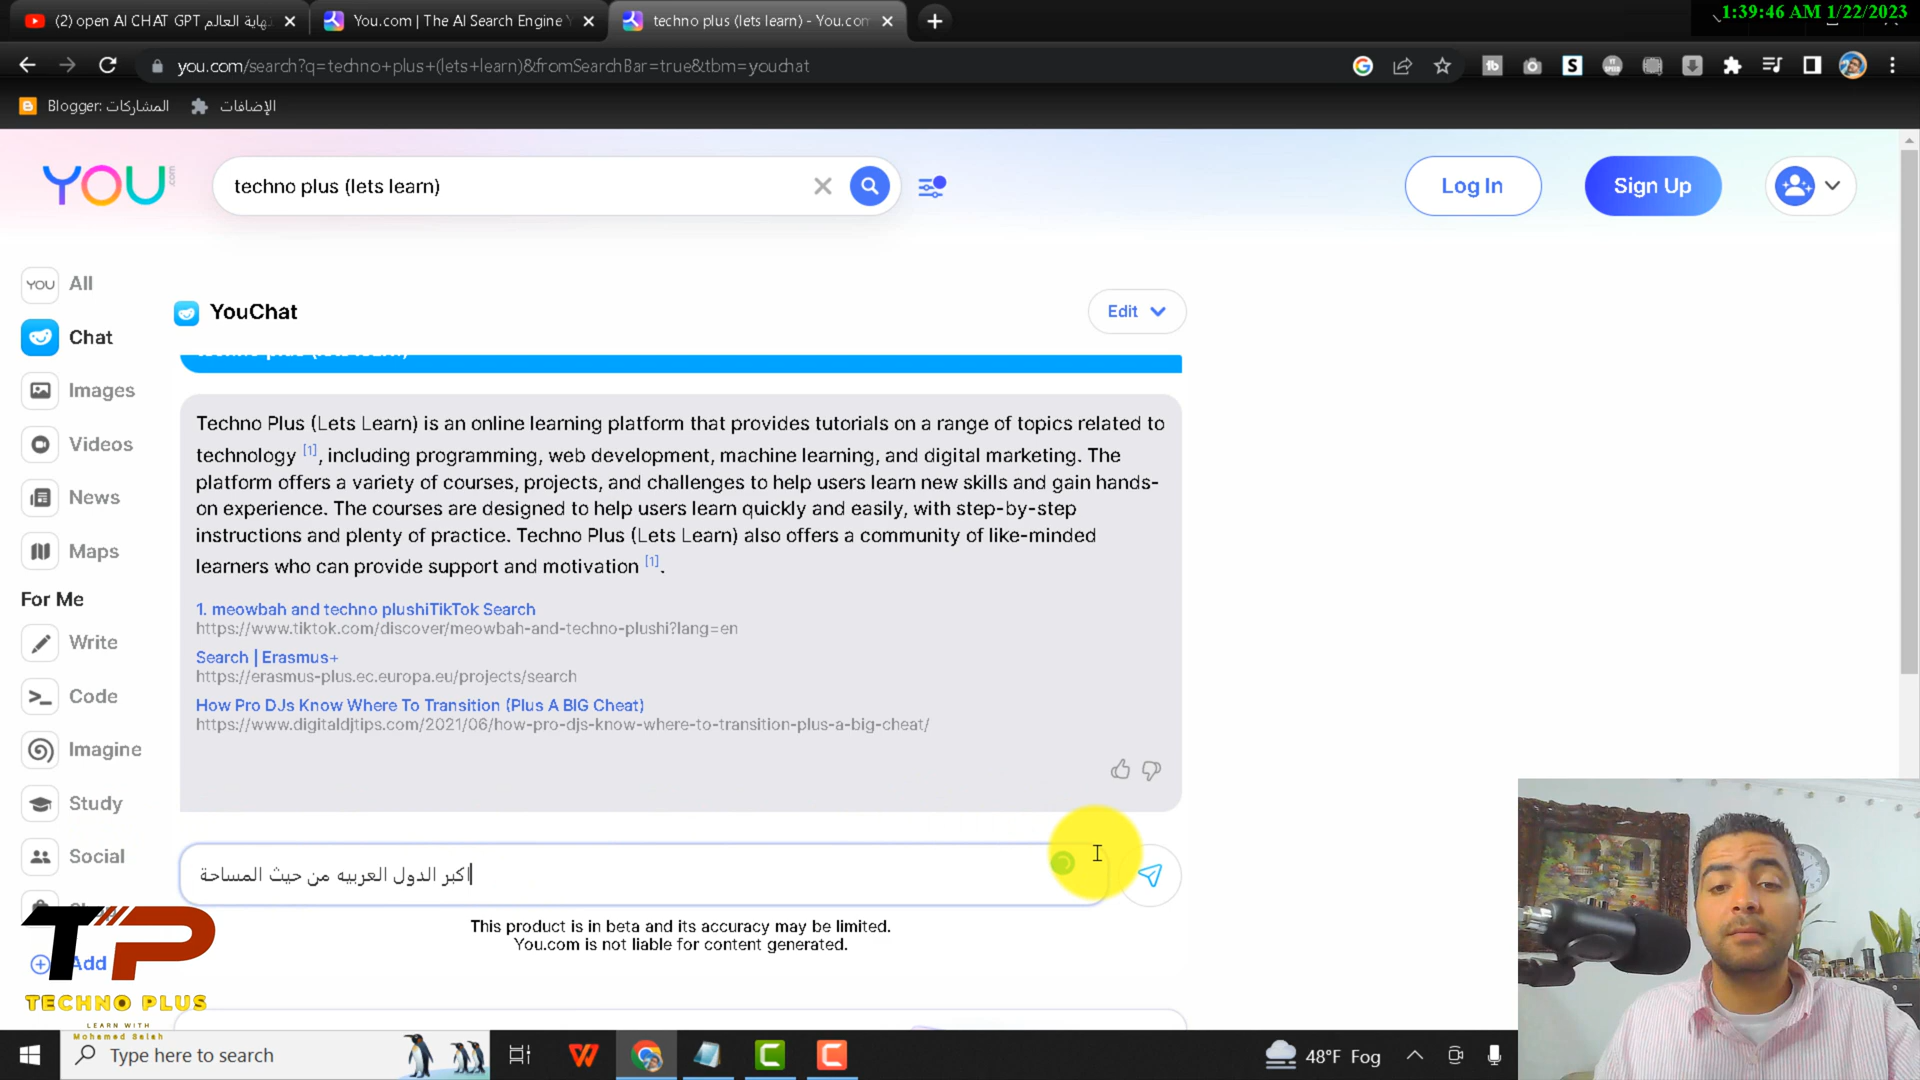 1:39:46 AM 1/22/2023
(2) open AI CHAT GPT نهاية العالم
You.com | The AI Search Engine Y
techno plus (lets learn) - You.com
you.com/search?q=techno+plus+(lets+learn)&fromSearchBar=true&tbm=youchat
Blogger: المشاركات
الإضافات
YOU.com
techno plus (lets learn)
Log In
Sign Up
YOU All
Chat
Images
Videos
News
Maps
For Me
Write
Code
Imagine
Study
Social
Add
YouChat
Edit
techno plus (lets learn)
Techno Plus (Lets Learn) is an online learning platform that provides tutorials on a range of topics related to
technology [1], including programming, web development, machine learning, and digital marketing. The
platform offers a variety of courses, projects, and challenges to help users learn new skills and gain hands-
on experience. The courses are designed to help users learn quickly and easily, with step-by-step
instructions and plenty of practice. Techno Plus (Lets Learn) also offers a community of like-minded
learners who can provide support and motivation [1].
1. meowbah and techno plushiTikTok Search
https://www.tiktok.com/discover/meowbah-and-techno-plushi?lang=en
Search | Erasmus+
https://erasmus-plus.ec.europa.eu/projects/search
How Pro DJs Know Where To Transition (Plus A BIG Cheat)
https://www.digitaldjtips.com/2021/06/how-pro-djs-know-where-to-transition-plus-a-big-cheat/
اكبر الدول العربيه من حيث المساحة
This product is in beta and its accuracy may be limited.
You.com is not liable for content generated.
TP
TECHNO PLUS
LEARN WITH
Mohamed Saleh
Type here to search
48°F Fog